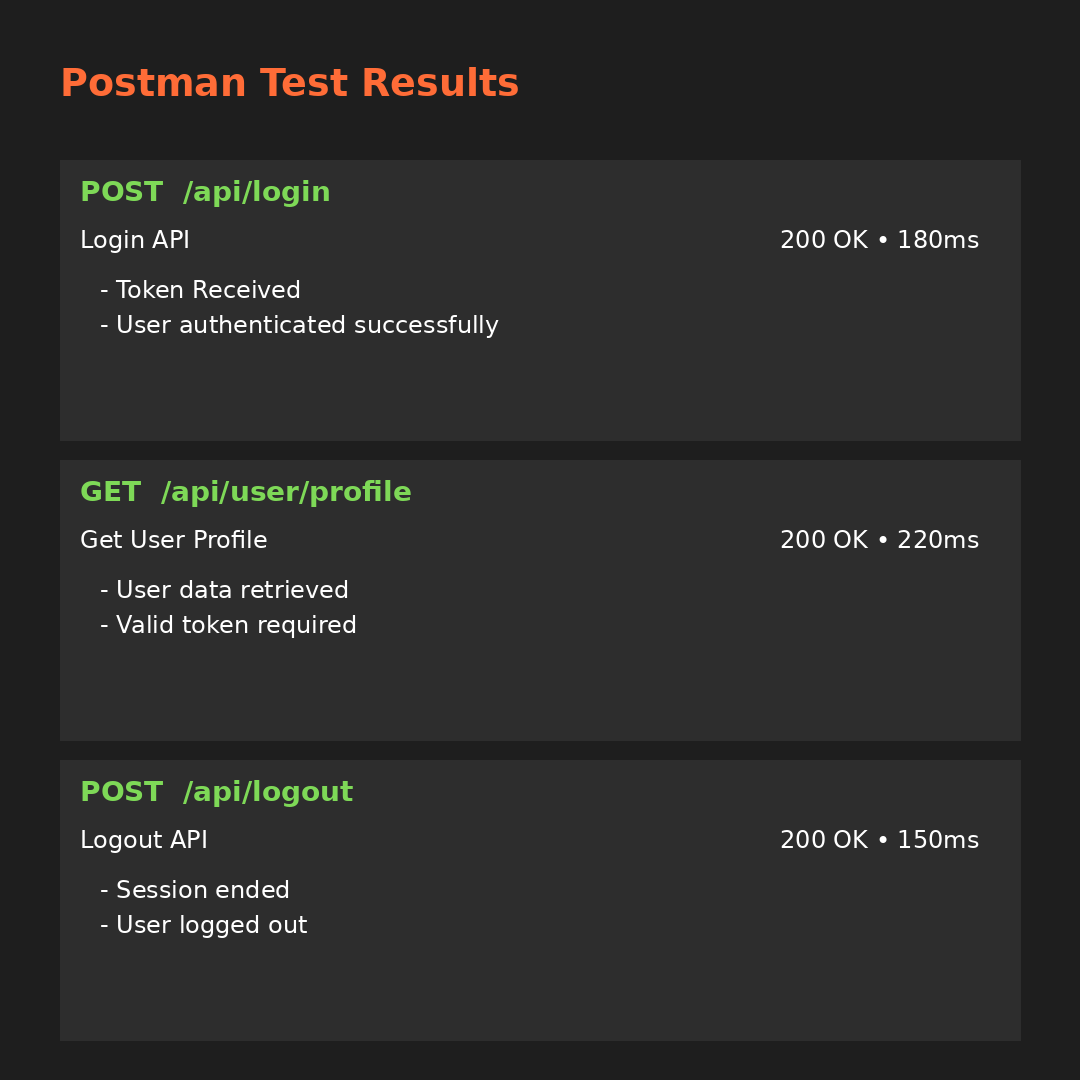 Postman Test Results
POST /api/login
Login API 200 OK • 180ms
- Token Received
- User authenticated successfully
GET /api/user/profile
Get User Profile 200 OK • 220ms
- User data retrieved
- Valid token required
POST /api/logout
Logout API 200 OK • 150ms
- Session ended
- User logged out